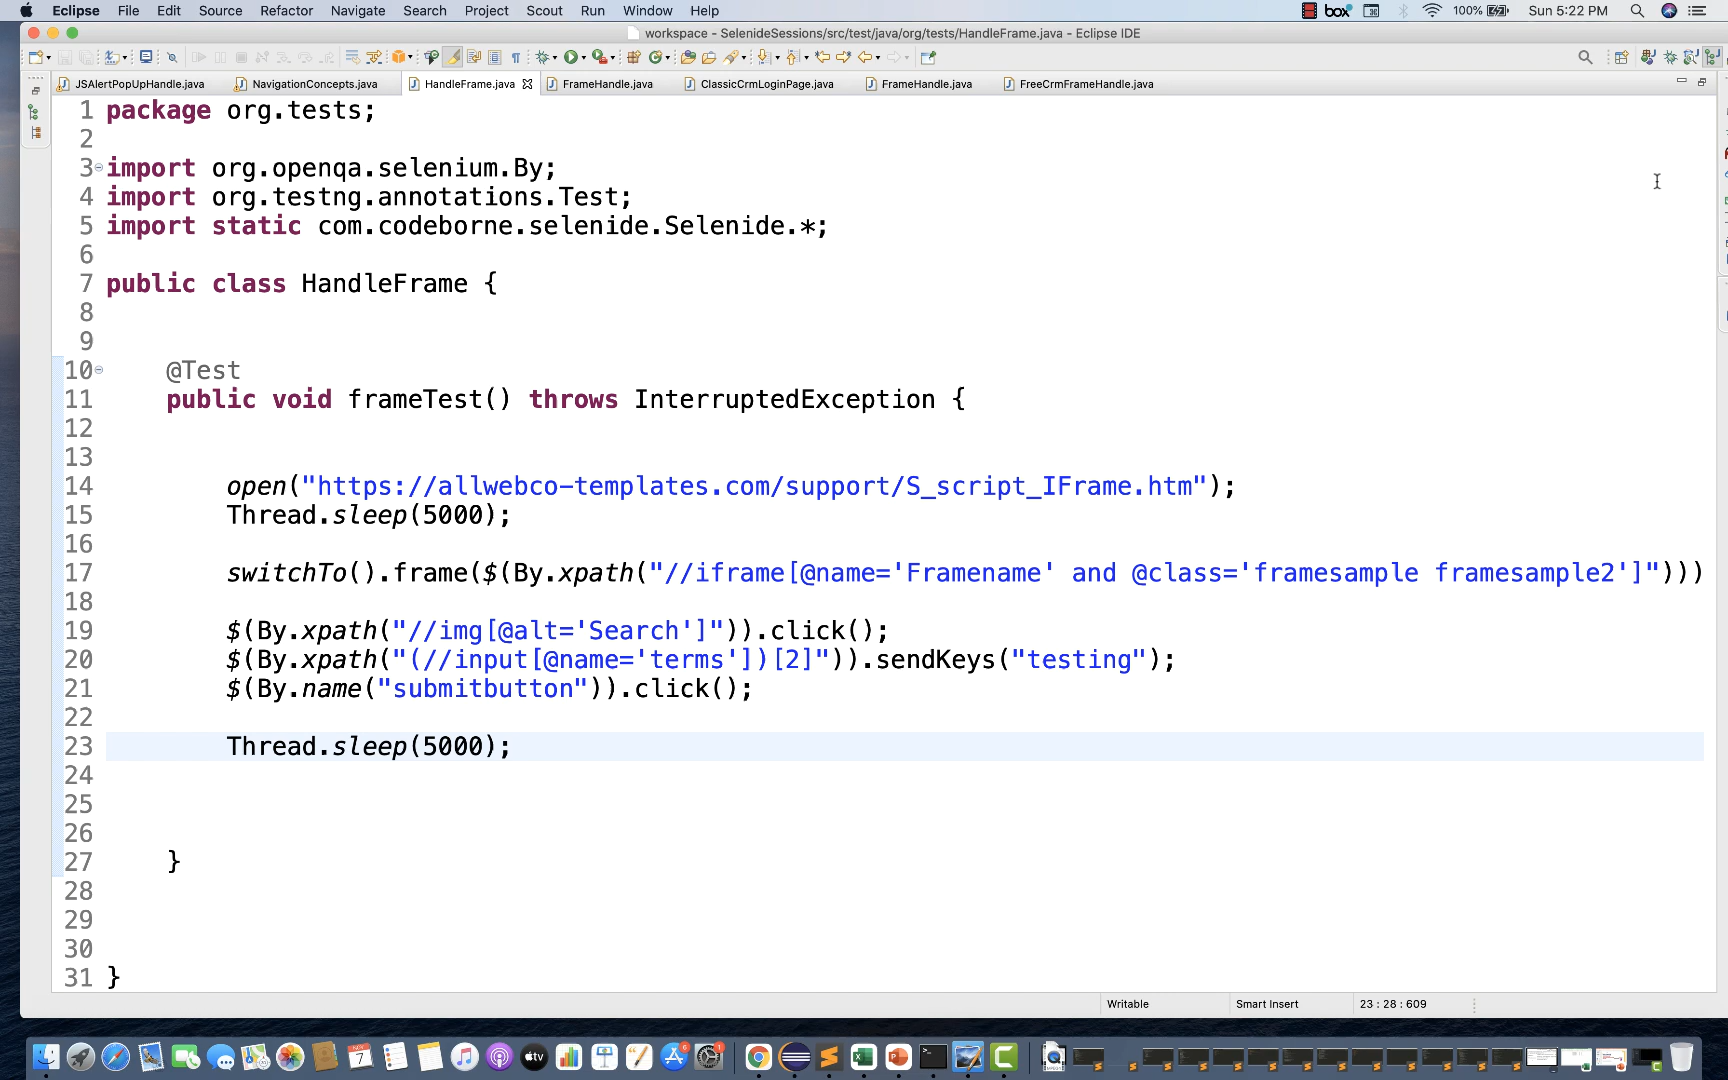 Eclipse File Edit Source Refactor Navigate Search Project Scout Run Window Help box 100% Sun 5:22 PM
workspace - SelenideSessions/src/test/java/org/tests/HandleFrame.java - Eclipse IDE
JSAlertPopUpHandle.java NavigationConcepts.java HandleFrame.java FrameHandle.java ClassicCrmLoginPage.java FrameHandle.java FreeCrmFrameHandle.java
1 package org.tests;
2
3 import org.openqa.selenium.By;
4 import org.testng.annotations.Test;
5 import static com.codeborne.selenide.Selenide.*;
6
7 public class HandleFrame {
8
9
10 @Test
11 public void frameTest() throws InterruptedException {
12
13
14 open("https://allwebco-templates.com/support/S_script_IFrame.htm");
15 Thread.sleep(5000);
16
17 switchTo().frame($(By.xpath("//iframe[@name='Framename' and @class='framesample framesample2']")))
18
19 $(By.xpath("//img[@alt='Search']")).click();
20 $(By.xpath("(//input[@name='terms'])[2]")).sendKeys("testing");
21 $(By.name("submitbutton")).click();
22
23 Thread.sleep(5000);
24
25
26
27 }
28
29
30
31 }
Writable Smart Insert 23 : 28 : 609
tv